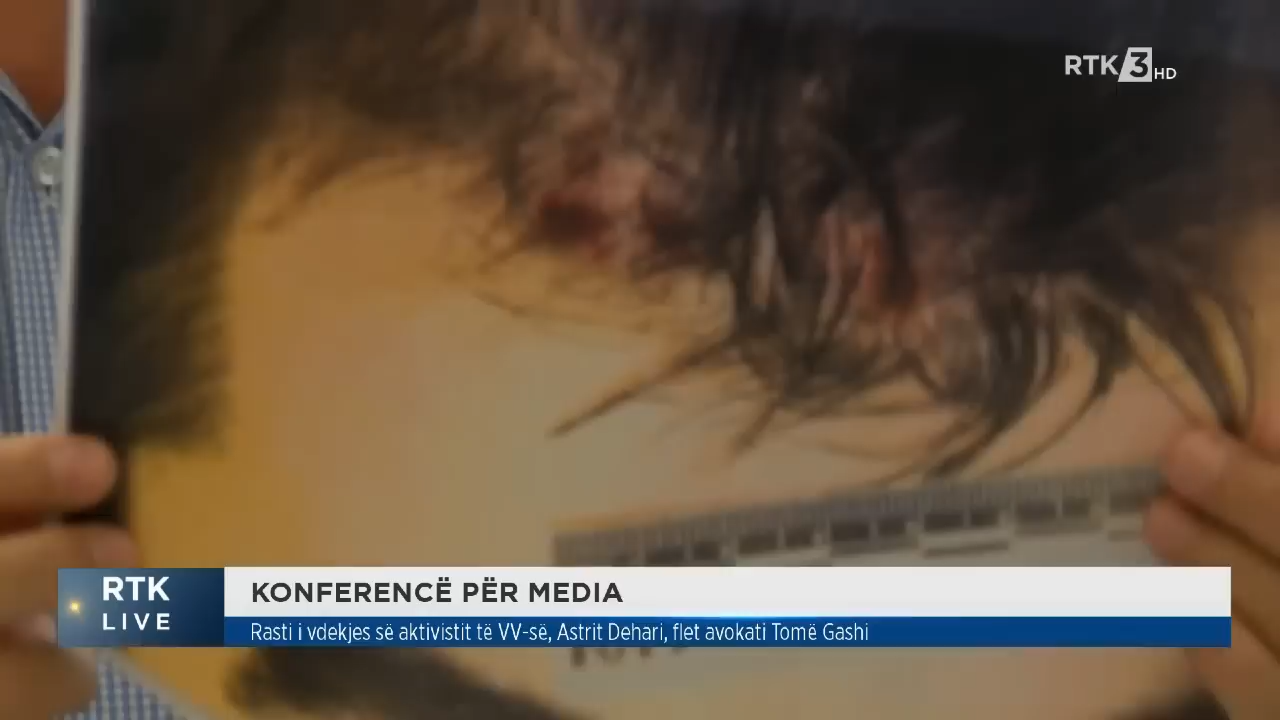 RTK 3 HD
RTK LIVE
KONFERENCË PËR MEDIA
Rasti i vdekjes së aktivistit të VV-së, Astrit Dehari, flet avokati Tomë Gashi